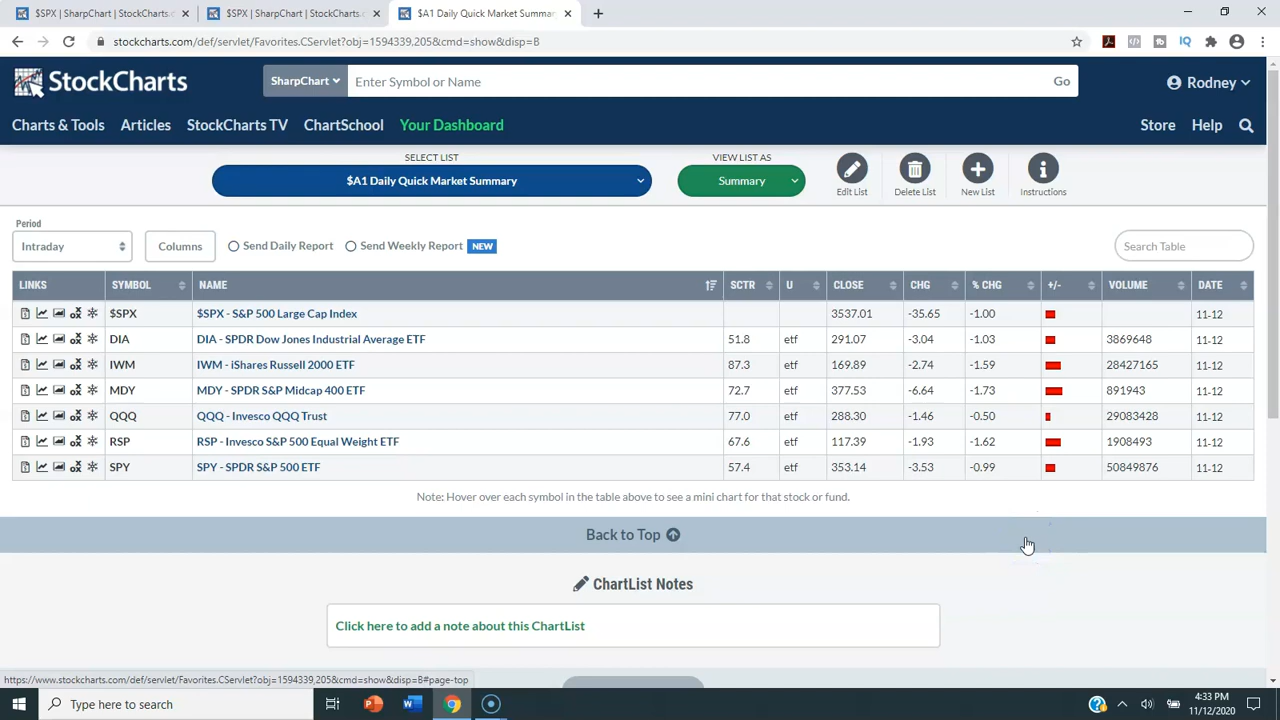 $SPX | SharpChart | StockCharts.c
$SPX | SharpChart | StockCharts.c
$A1 Daily Quick Market Summar
stockcharts.com/def/servlet/Favorites.CServlet?obj=1594339,205&cmd=show&disp=B
StockCharts
SharpChart
Enter Symbol or Name
Go
Rodney
Charts & Tools
Articles
StockCharts TV
ChartSchool
Your Dashboard
Store
Help
SELECT LIST
VIEW LIST AS
$A1 Daily Quick Market Summary
Summary
Edit List
Delete List
New List
Instructions
Period
Intraday
Columns
Send Daily Report
Send Weekly Report NEW
Search Table
LINKS SYMBOL NAME SCTR U CLOSE CHG % CHG +/- VOLUME DATE
$SPX $SPX - S&P 500 Large Cap Index 3537.01 -35.65 -1.00 11-12
DIA DIA - SPDR Dow Jones Industrial Average ETF 51.8 etf 291.07 -3.04 -1.03 3869648 11-12
IWM IWM - iShares Russell 2000 ETF 87.3 etf 169.89 -2.74 -1.59 28427165 11-12
MDY MDY - SPDR S&P Midcap 400 ETF 72.7 etf 377.53 -6.64 -1.73 891943 11-12
QQQ QQQ - Invesco QQQ Trust 77.0 etf 288.30 -1.46 -0.50 29083428 11-12
RSP RSP - Invesco S&P 500 Equal Weight ETF 67.6 etf 117.39 -1.93 -1.62 1908493 11-12
SPY SPY - SPDR S&P 500 ETF 57.4 etf 353.14 -3.53 -0.99 50849876 11-12
Note: Hover over each symbol in the table above to see a mini chart for that stock or fund.
Back to Top
ChartList Notes
Click here to add a note about this ChartList
https://www.stockcharts.com/def/servlet/Favorites.CServlet?obj=1594339,205&cmd=show&disp=B#page-top
Type here to search
4:33 PM
11/12/2020